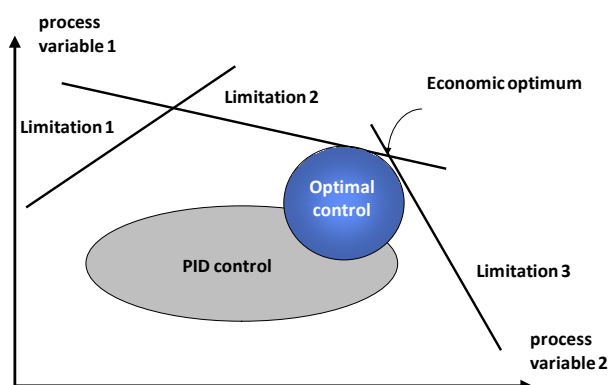 process
variable 1
Limitation 2
Economic optimum
Limitation 1
Optimal
control
PID control
Limitation 3
process
variable 2